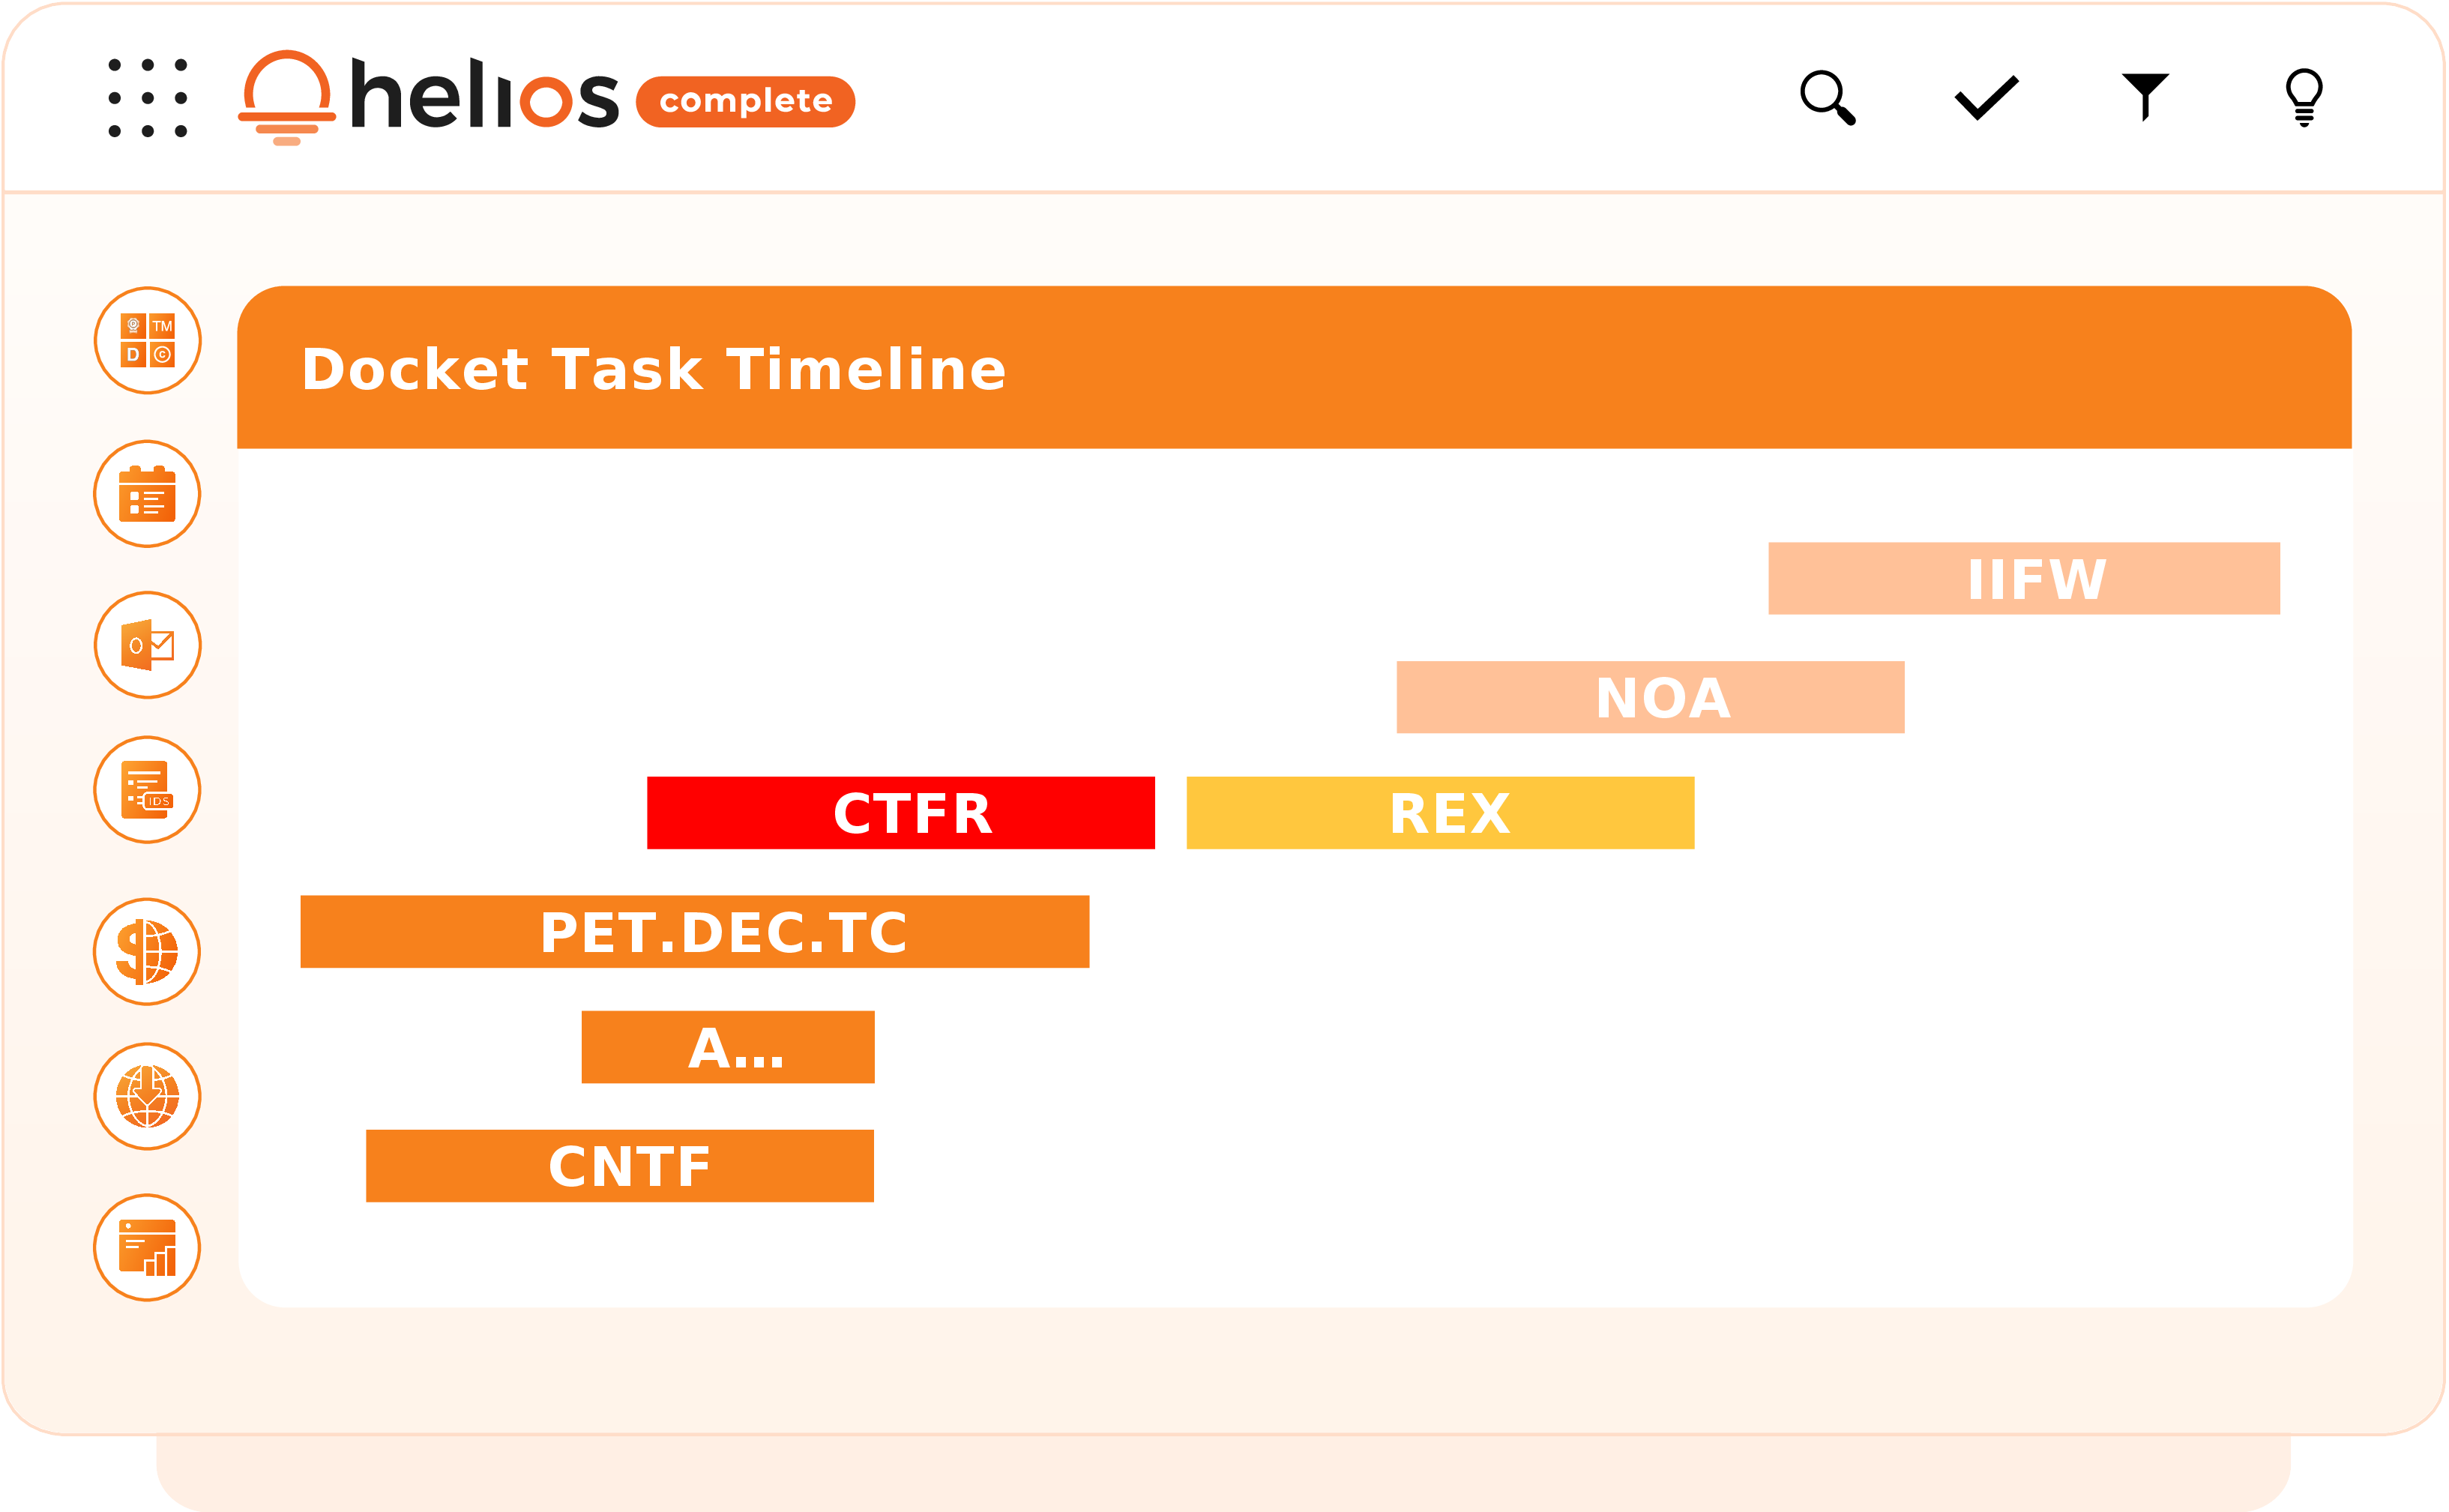 helios complete
TM
D ©
Docket Task Timeline
IIFW
NOA
CTFR REX
IDS
PET.DEC.TC
$
A...
CNTF